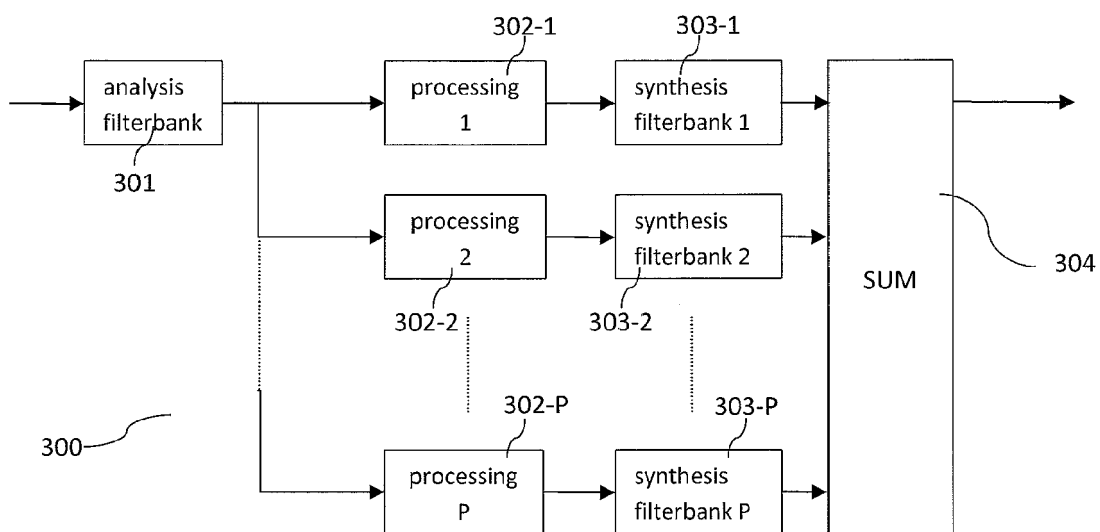 302-1
303-1
analysis
filterbank
301
processing
1
synthesis
filterbank 1
processing
2
302-2
synthesis
filterbank 2
303-2
SUM
304
300
302-P
303-P
processing
P
synthesis
filterbank P